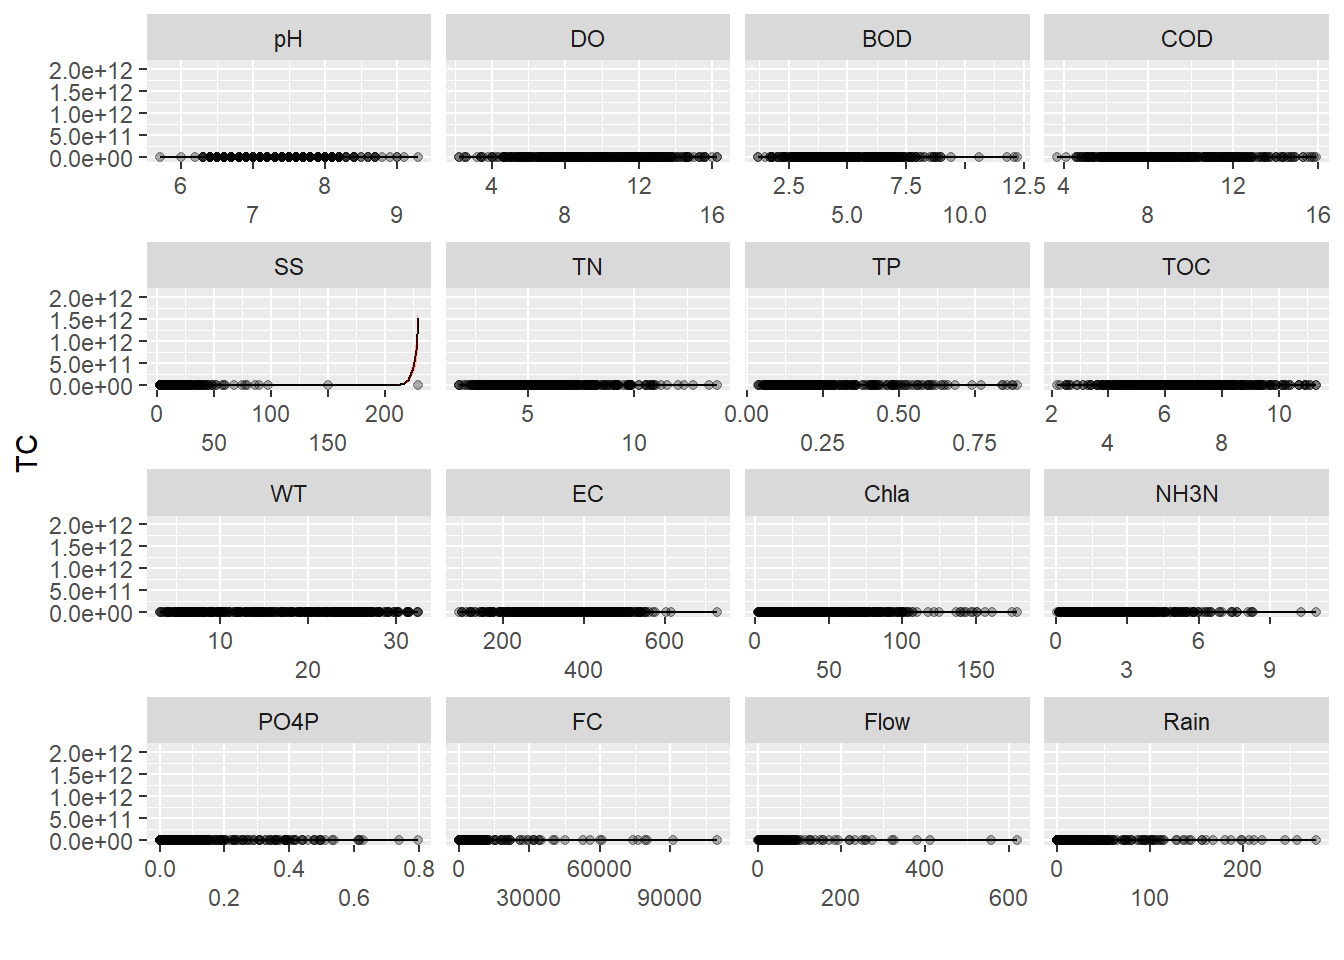 pH DO BOD COD
2.0e+12
1.5e+12
1.0e+12
5.0e+11
0.0e+00
6 8 4 12 2.5 7.5 12.5 4 12
7 9 8 16 5.0 10.0 8 16
SS TN TP TOC
2.0e+12
1.5e+12
1.0e+12
5.0e+11
0.0e+00
0 100 200 5 0.00 0.50 2 6 10
50 150 10 0.25 0.75 4 8
TC
WT EC Chla NH3N
2.0e+12
1.5e+12
1.0e+12
5.0e+11
0.0e+00
10 30 200 600 0 100 0 6
20 400 50 150 3 9
PO4P FC Flow Rain
2.0e+12
1.5e+12
1.0e+12
5.0e+11
0.0e+00
0.0 0.4 0.8 0 60000 0 400 0 200
0.2 0.6 30000 90000 200 600 100